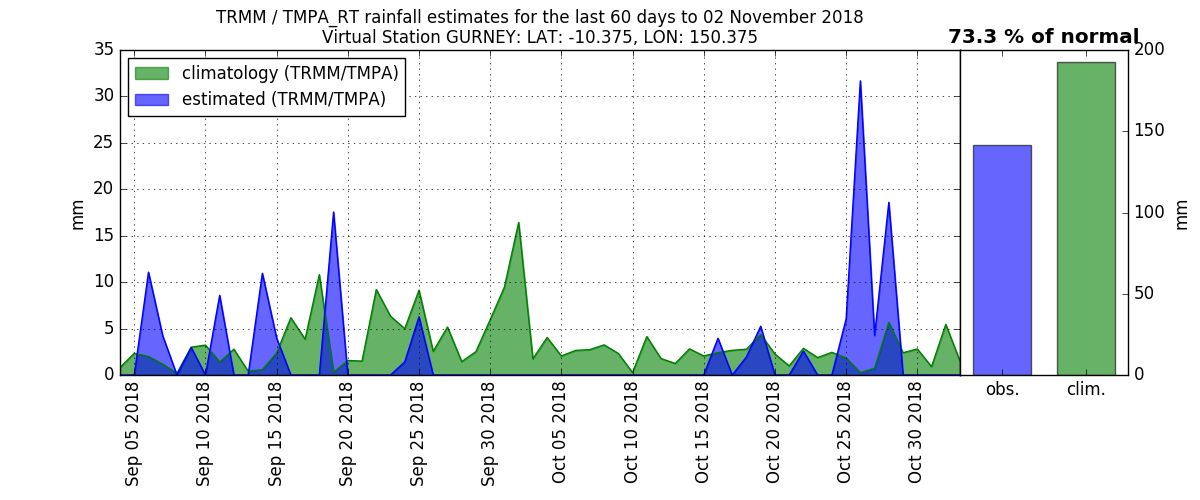 TRMM / TMPA_RT rainfall estimates for the last 60 days to 02 November 2018
Virtual Station GURNEY: LAT: -10.375, LON: 150.375
73.3 % of normal
climatology (TRMM/TMPA)
estimated (TRMM/TMPA)
35
30
25
20
15
10
5
0
mm
Sep 05 2018
Sep 10 2018
Sep 15 2018
Sep 20 2018
Sep 25 2018
Sep 30 2018
Oct 05 2018
Oct 10 2018
Oct 15 2018
Oct 20 2018
Oct 25 2018
Oct 30 2018
obs.
clim.
200
150
100
50
0
mm